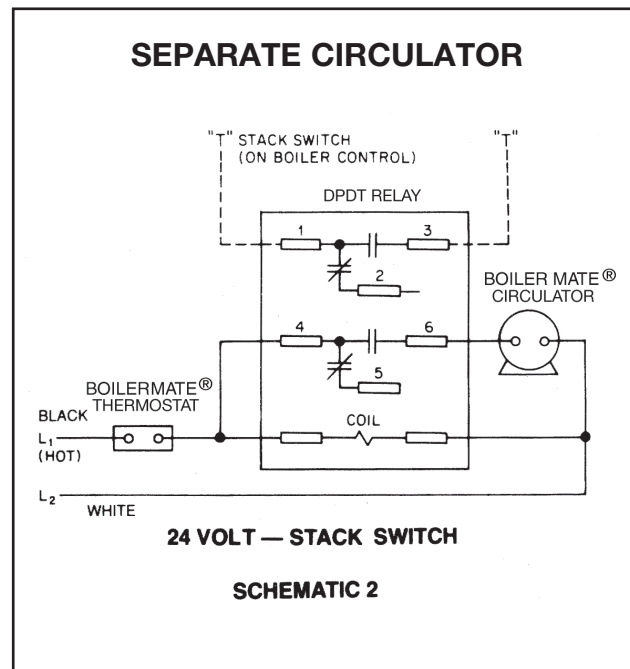 SEPARATE CIRCULATOR
"T" STACK SWITCH
(ON BOILER CONTROL)
"T"
DPDT RELAY
1
3
2
BOILER MATE®
CIRCULATOR
4
6
5
BOILERMATE®
THERMOSTAT
BLACK
L1
(HOT)
COIL
L2
WHITE
24 VOLT — STACK SWITCH
SCHEMATIC 2